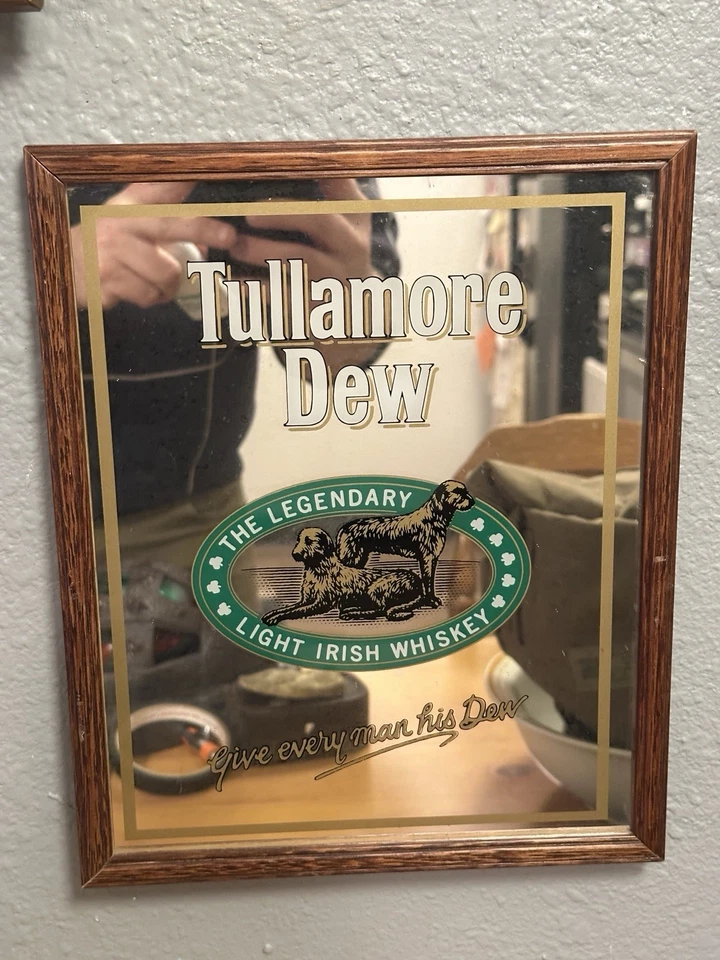 Tullamore
Dew
THE LEGENDARY
LIGHT IRISH WHISKEY
Give every man his Dew